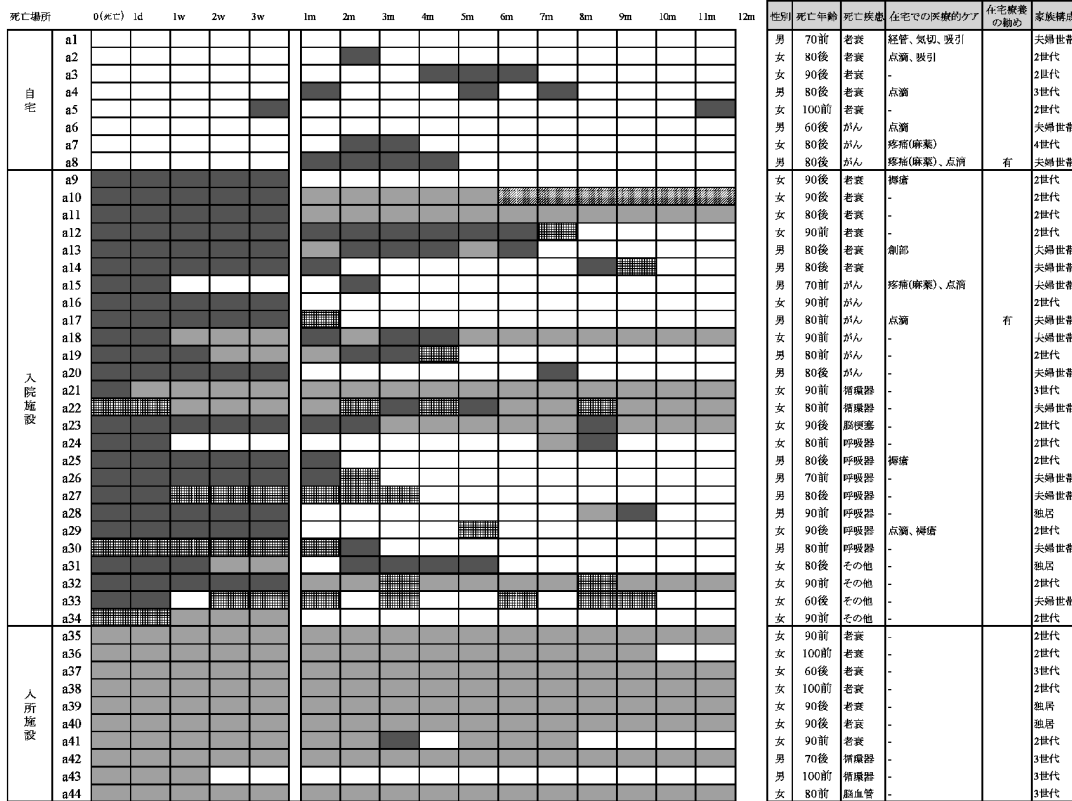 死亡場所 0(死亡) 1d 1w 2w 3w 1m 2m 3m 4m 5m 6m 7m 8m 9m 10m 11m 12m 性別 死亡年齢 死亡疾患 在宅での医療的ケア 在宅療養の勧め 家族構成
自宅
a1 男 70前 老衰 経管、気切、吸引 夫婦世帯
a2 女 80後 老衰 点滴、吸引 2世代
a3 女 90後 老衰 - 2世代
a4 男 80後 老衰 点滴 3世代
a5 女 100前 老衰 - 2世代
a6 男 60後 がん 点滴 夫婦世帯
a7 女 80後 がん 疼痛(麻薬) 4世代
a8 男 80後 がん 疼痛(麻薬)、点滴 有 夫婦世帯
入院施設
a9 女 90後 老衰 褥瘡 2世代
a10 女 90後 老衰 - 2世代
a11 女 80後 老衰 - 2世代
a12 女 90前 老衰 - 2世代
a13 男 80後 老衰 創部 夫婦世帯
a14 男 80後 老衰 夫婦世帯
a15 男 70前 がん 疼痛(麻薬)、点滴 夫婦世帯
a16 女 90前 がん 2世代
a17 男 80前 がん 点滴 有 夫婦世帯
a18 女 90前 がん - 夫婦世帯
a19 男 80前 がん - 2世代
a20 男 80後 がん - 夫婦世帯
a21 女 90前 循環器 - 3世代
a22 女 80前 循環器 - 夫婦世帯
a23 女 90後 脳梗塞 - 2世代
a24 女 80前 呼吸器 - 2世代
a25 男 80後 呼吸器 褥瘡 2世代
a26 男 70前 呼吸器 - 夫婦世帯
a27 男 80後 呼吸器 - 夫婦世帯
a28 男 90前 呼吸器 - 独居
a29 女 90後 呼吸器 点滴、褥瘡 2世代
a30 男 80前 呼吸器 - 夫婦世帯
a31 女 80後 その他 - 独居
a32 女 90前 その他 - 2世代
a33 女 60後 その他 - 夫婦世帯
a34 女 90前 その他 - 2世代
入所施設
a35 女 90前 老衰 - 2世代
a36 女 100前 老衰 - 2世代
a37 女 60後 老衰 - 3世代
a38 女 100前 老衰 - 2世代
a39 女 90後 老衰 - 独居
a40 女 90後 老衰 - 独居
a41 女 90前 老衰 - 2世代
a42 男 70後 循環器 - 3世代
a43 男 100前 循環器 - 3世代
a44 女 80前 脳血管 - 3世代